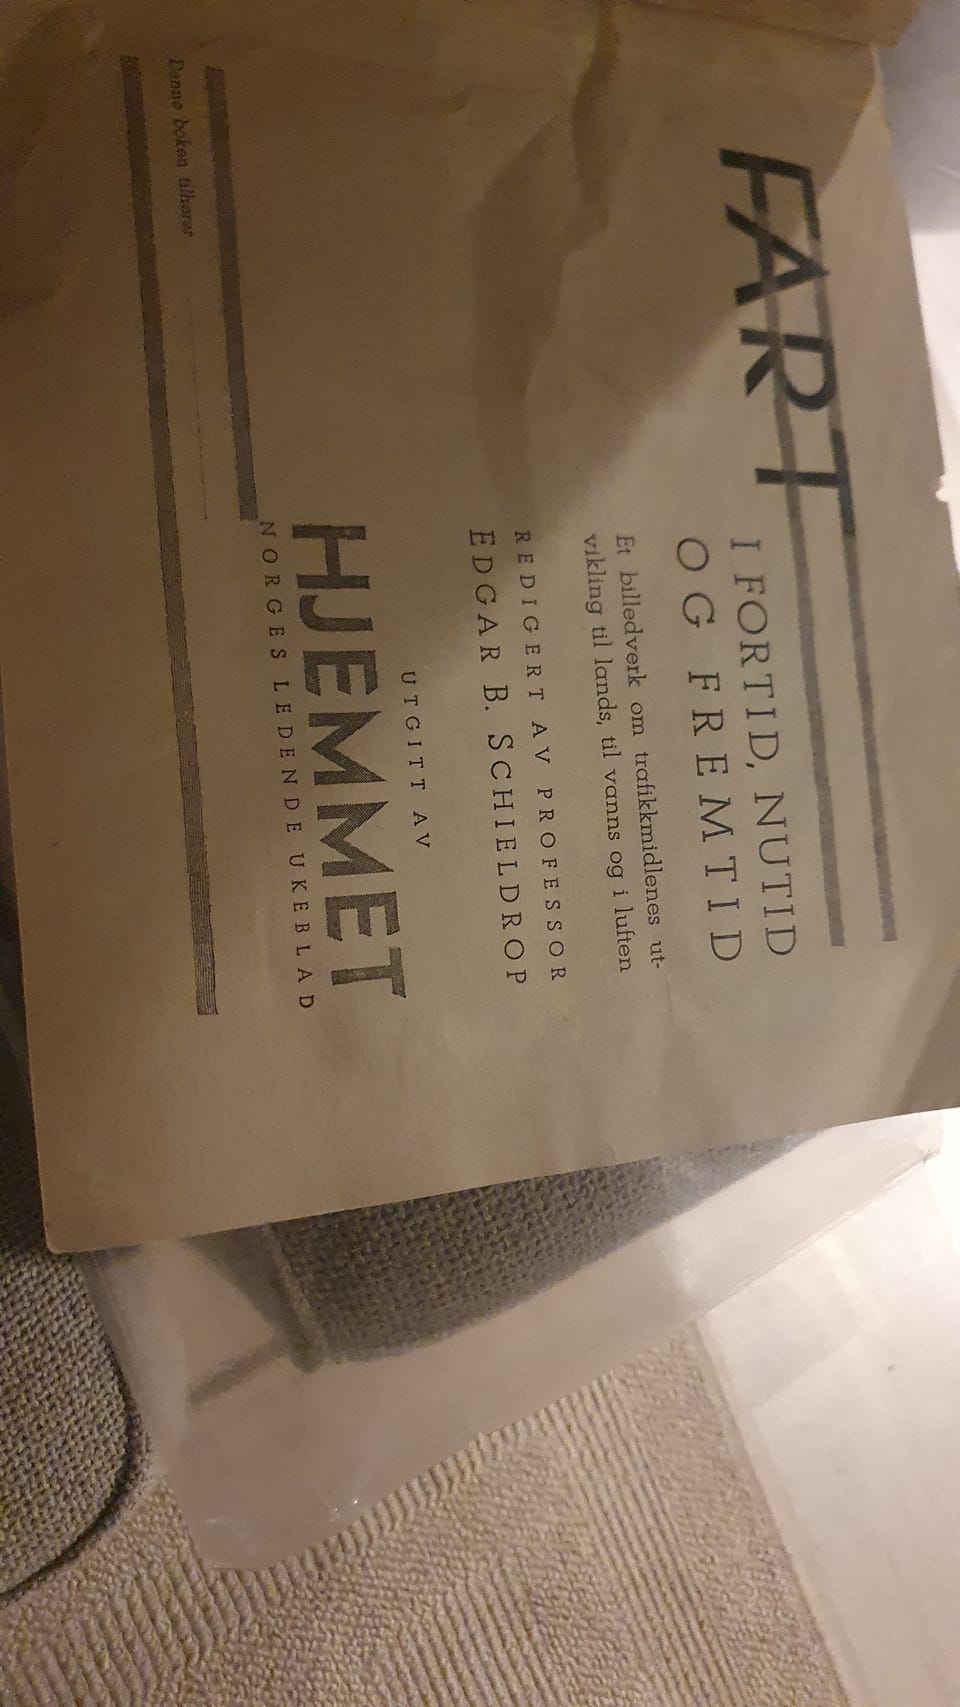 FART
I FORTID, NUTID
OG FREMTID
Et billedverk om trafikkmidlenes ut-
vikling til lands, til vanns og i luften
REDIGERT AV PROFESSOR
EDGAR B. SCHIELDROP
UTGITT AV
HJEMMET
NORGES LEDENDE UKEBLAD
Denne boken tilhører